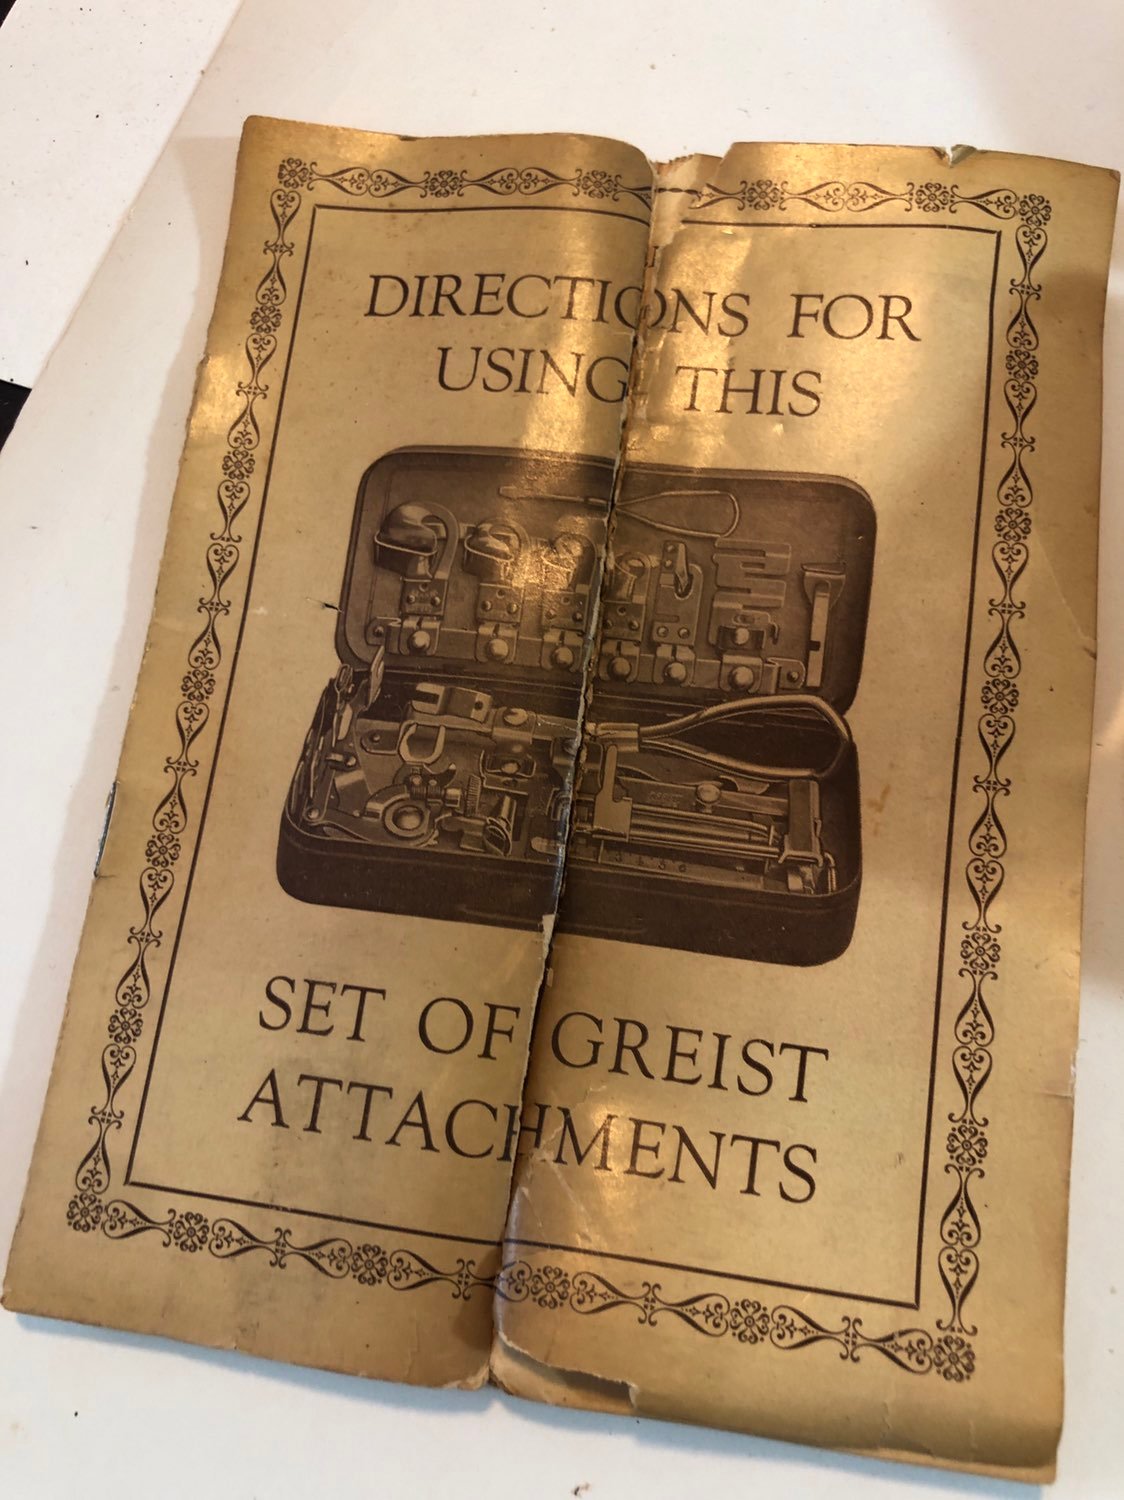 DIRECTIONS FOR
USING THIS
SET OF GREIST
ATTACHMENTS